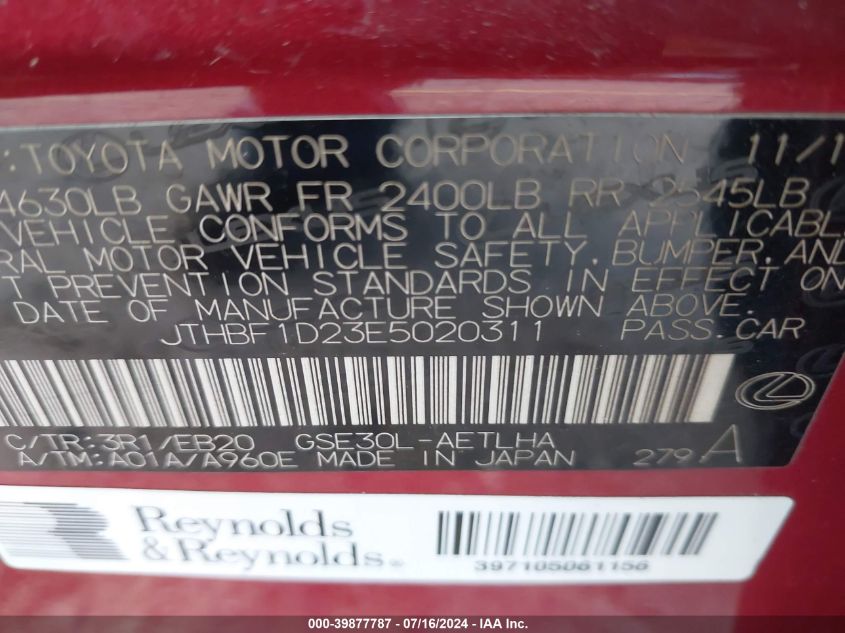 : TOYOTA MOTOR CORPORATION 11/1
4630LB GAWR FR 2400LB RR 2545LB
VEHICLE CONFORMS TO ALL APPLICABL
RAL MOTOR VEHICLE SAFETY, BUMPER, AND
T PREVENTION STANDARDS IN EFFECT ON
DATE OF MANUFACTURE SHOWN ABOVE.
JTHBF1D23E5020311 PASS.CAR
C/TR:3R1/EB20 GSE30L-AETLHA
A/TM:A01A/A960E MADE IN JAPAN 279 A
Reynolds
& Reynolds®
397105061156
000-39877787 - 07/16/2024 - IAAI Inc.